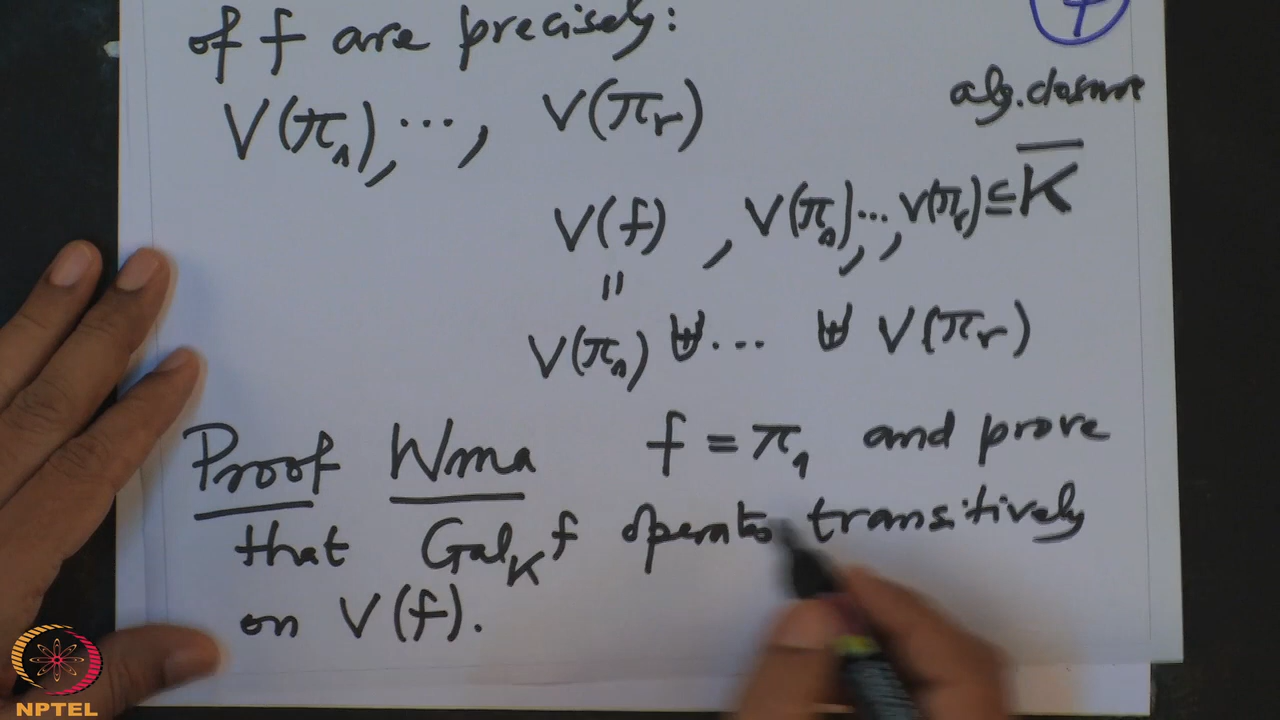 of f are precisely:
V(π₁), ..., V(πᵣ)
alg. closure
V(f), V(π₁), ..., V(πᵣ) ⊆ K̅
||
V(π₁) ⊎ ... ⊎ V(πᵣ)
Proof Wma f = π₁ and prove
that Gal_K f operates transitively
on V(f).
NPTEL